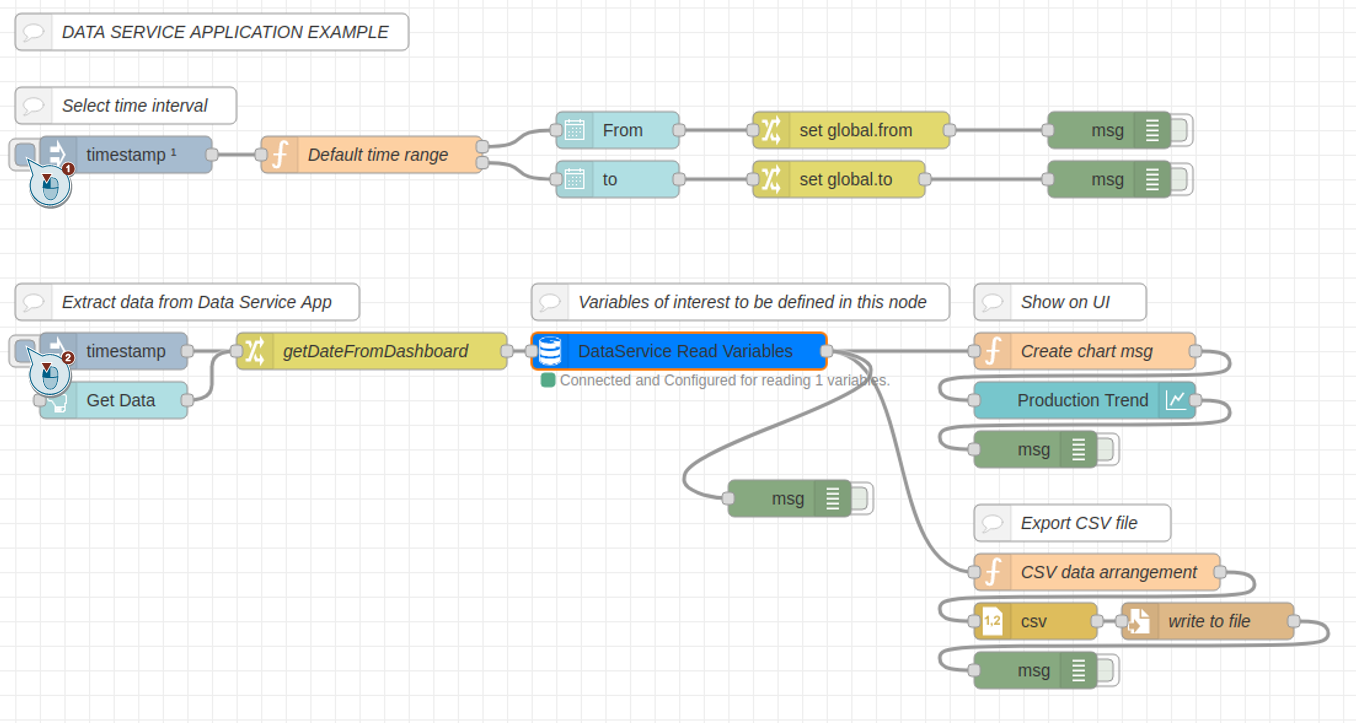 DATA SERVICE APPLICATION EXAMPLE
Select time interval
timestamp ¹
1
Default time range
From
set global.from
msg
to
set global.to
msg
Extract data from Data Service App
Variables of interest to be defined in this node
Show on UI
timestamp
2
getDateFromDashboard
DataService Read Variables
Create chart msg
Connected and Configured for reading 1 variables.
Get Data
Production Trend
msg
msg
Export CSV file
CSV data arrangement
1,2
csv
write to file
msg